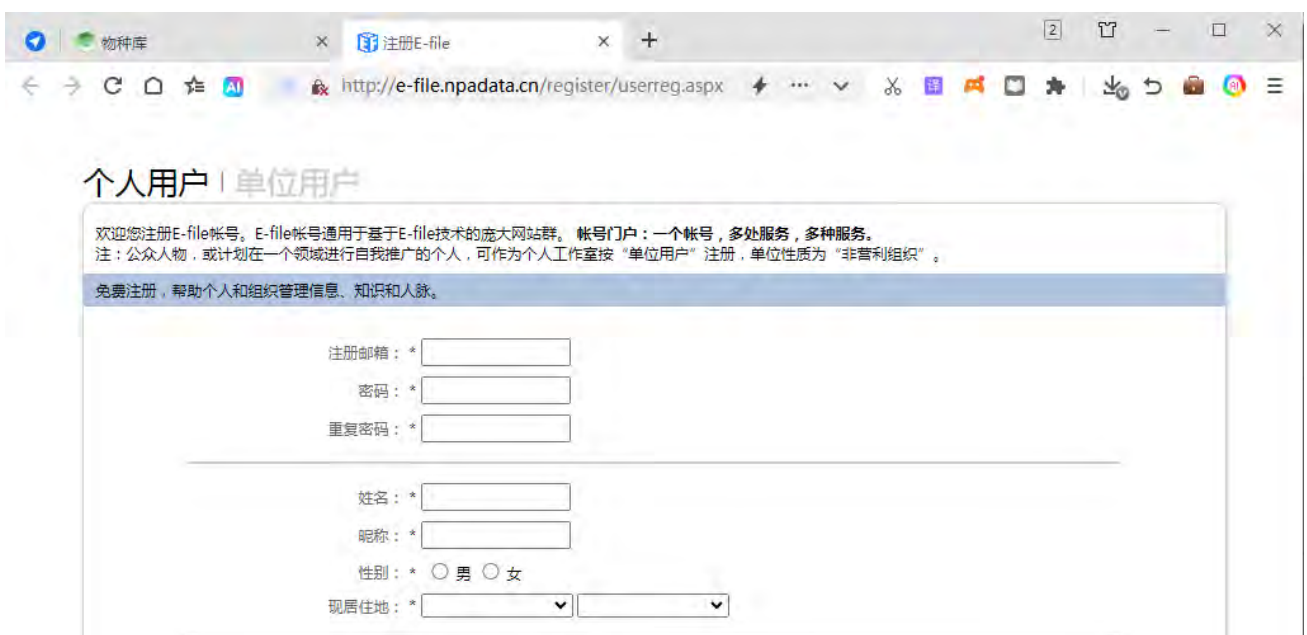 物种库
注册E-file
2
http://e-file.npadata.cn/register/userreg.aspx
译
个人用户 | 单位用户
欢迎您注册E-file帐号。E-file帐号通用于基于E-file技术的庞大网站群。 帐号门户：一个帐号，多处服务，多种服务。
注：公众人物，或计划在一个领域进行自我推广的个人，可作为个人工作室按“单位用户”注册，单位性质为“非营利组织”。
免费注册，帮助个人和组织管理信息、知识和人脉。
注册邮箱： *
密码： *
重复密码： *
姓名： *
昵称： *
性别： * 男 女
现居住地： *